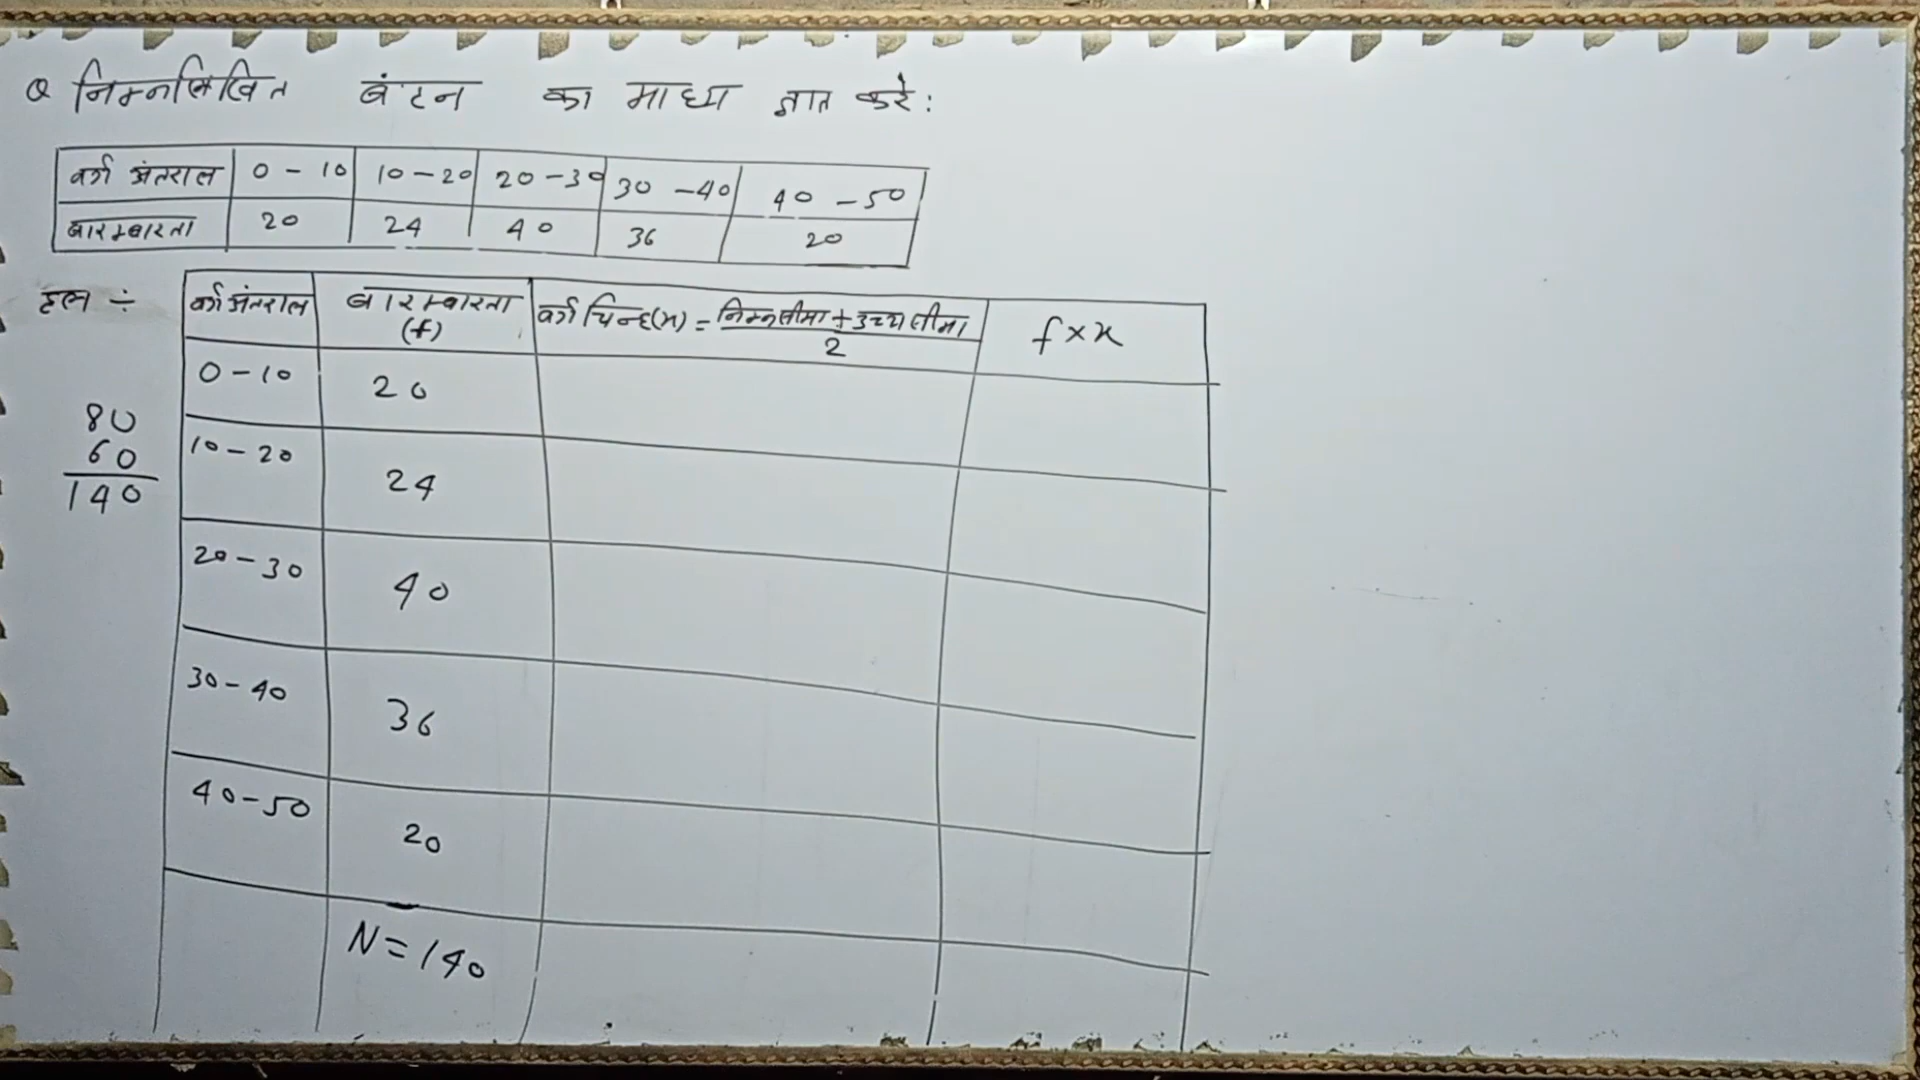 Q निम्नलिखित बंटन का माध्य ज्ञात करे:
वर्ग अंतराल 0 - 10 10 - 20 20 - 30 30 - 40 40 - 50
बारम्बारता 20 24 40 36 20
हल ÷
वर्ग अंतराल बारम्बारता (f) वर्ग चिन्ह(x) = निम्नसीमा + उच्चसीमा / 2 f × x
0 - 10 20
10 - 20 24
20 - 30 40
30 - 40 36
40 - 50 20
N = 140
80
60
140